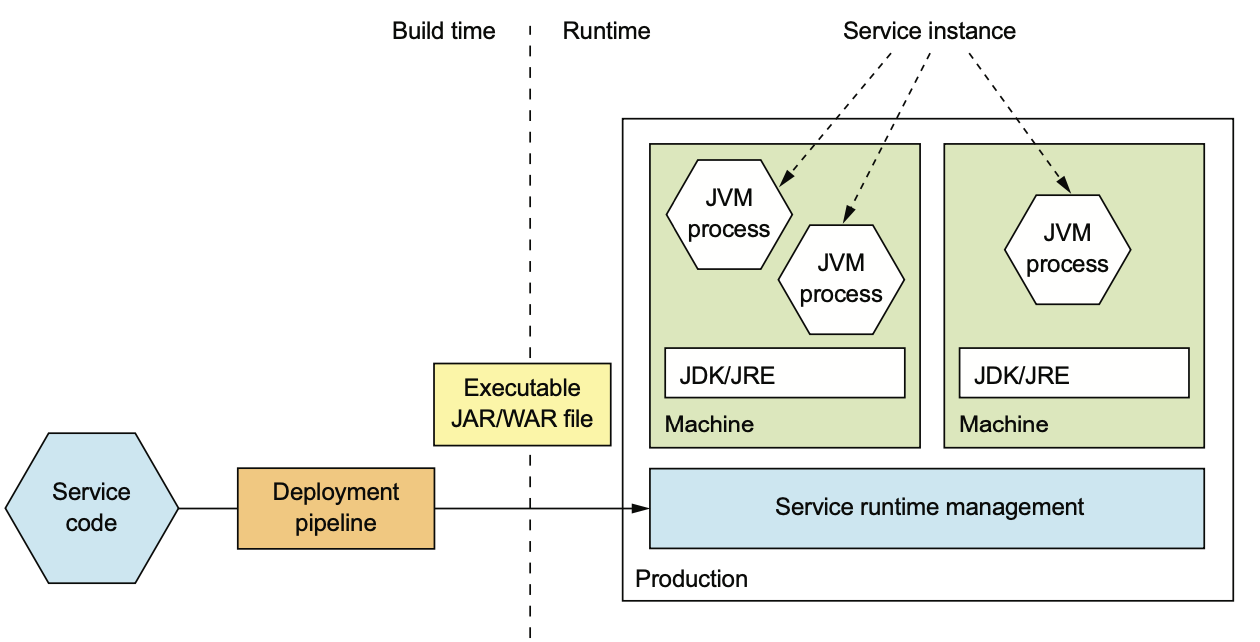 Build time
Runtime
Service instance
JVM
process
JVM
process
JVM
process
JDK/JRE
JDK/JRE
Machine
Machine
Executable
JAR/WAR file
Service
code
Deployment
pipeline
Service runtime management
Production